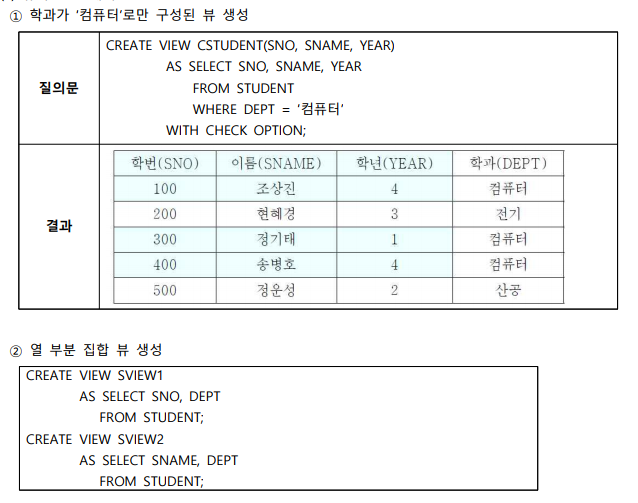 ① 학과가 '컴퓨터'로만 구성된 뷰 생성
질의문
CREATE VIEW CSTUDENT(SNO, SNAME, YEAR)
AS SELECT SNO, SNAME, YEAR
FROM STUDENT
WHERE DEPT = '컴퓨터'
WITH CHECK OPTION;
결과
학번(SNO) 이름(SNAME) 학년(YEAR) 학과(DEPT)
100 조상진 4 컴퓨터
200 현혜경 3 전기
300 정기태 1 컴퓨터
400 송병호 4 컴퓨터
500 정운성 2 산공
② 열 부분 집합 뷰 생성
CREATE VIEW SVIEW1
AS SELECT SNO, DEPT
FROM STUDENT;
CREATE VIEW SVIEW2
AS SELECT SNAME, DEPT
FROM STUDENT;